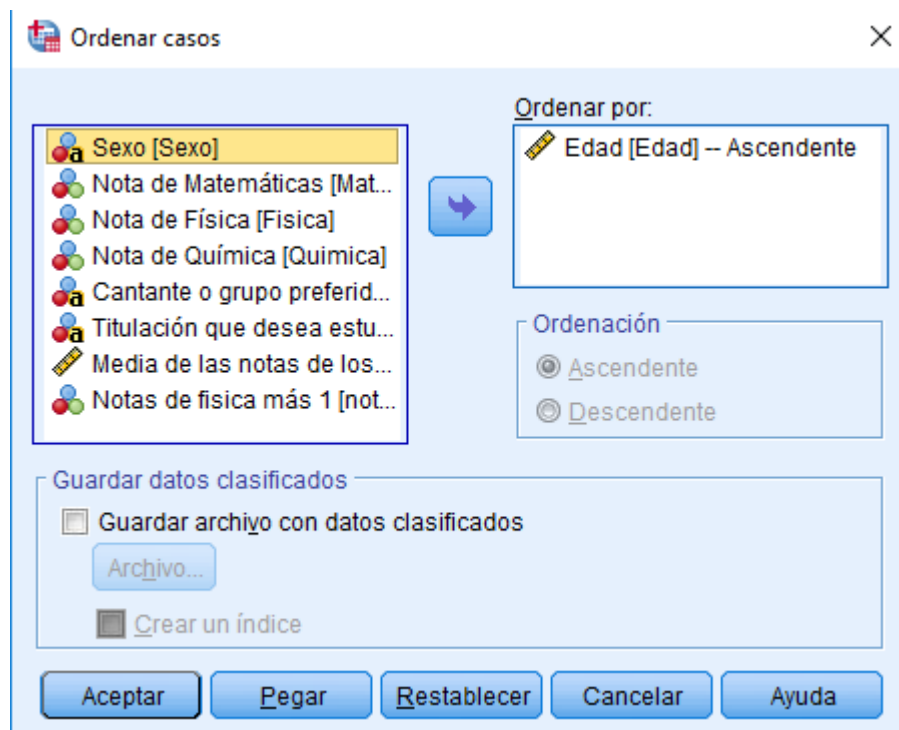 Ordenar casos
Ordenar por:
Sexo [Sexo]
Nota de Matemáticas [Mat...
Nota de Física [Fisica]
Nota de Química [Quimica]
Cantante o grupo preferid...
Titulación que desea estu...
Media de las notas de los...
Notas de fisica más 1 [not...
Edad [Edad] -- Ascendente
Ordenación
Ascendente
Descendente
Guardar datos clasificados
Guardar archivo con datos clasificados
Archivo...
Crear un índice
Aceptar Pegar Restablecer Cancelar Ayuda